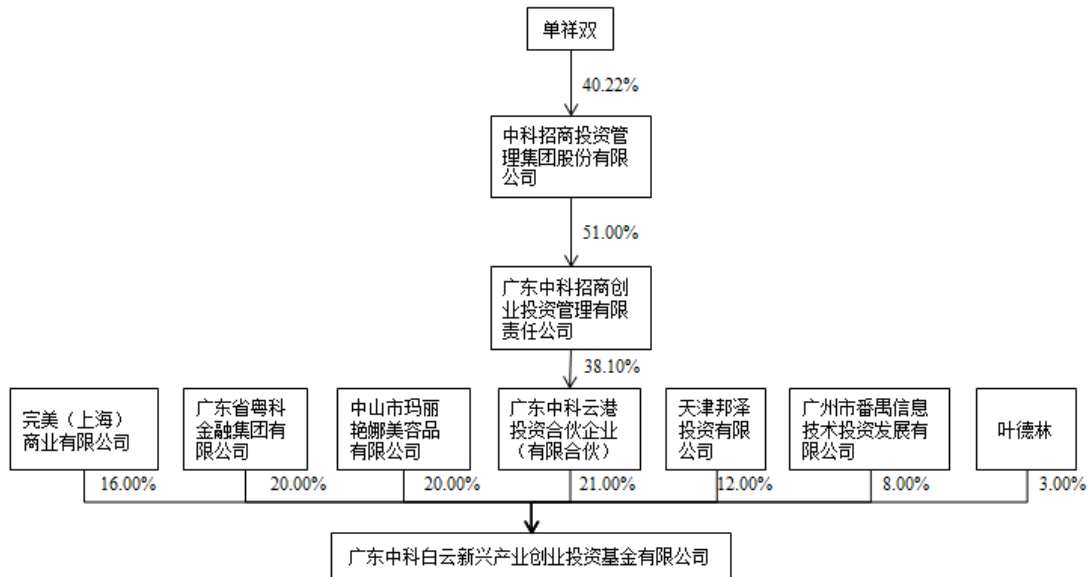 单祥双
40.22%
中科招商投资管
理集团股份有限
公司
51.00%
广东中科招商创
业投资管理有限
责任公司
38.10%
完美（上海）
商业有限公司
广东省粤科
金融集团有
限公司
中山市玛丽
艳娜美容品
有限公司
广东中科云港
投资合伙企业
（有限合伙）
天津邦泽
投资有限
公司
广州市番禺信息
技术投资发展有
限公司
叶德林
16.00%
20.00%
20.00%
21.00%
12.00%
8.00%
3.00%
广东中科白云新兴产业创业投资基金有限公司